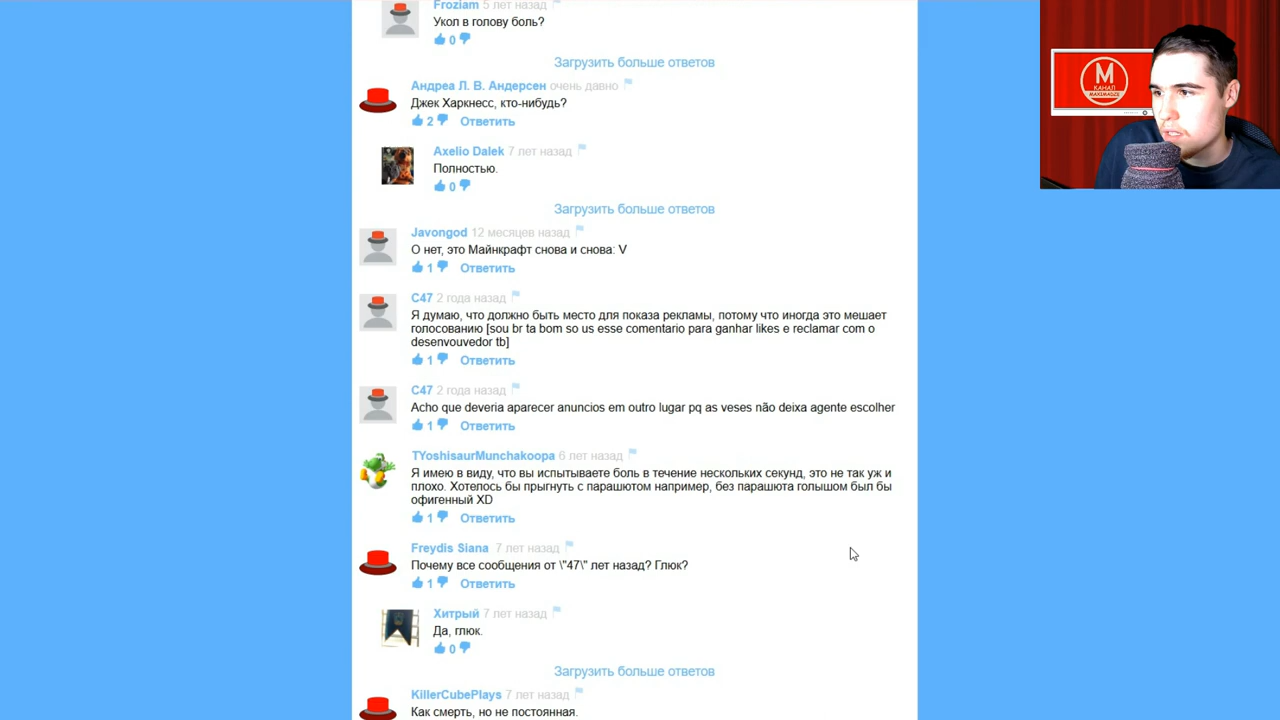 Froziam 5 лет назад
Укол в голову боль?
0
Загрузить больше ответов
Андреа Л. В. Андерсен очень давно
Джек Харкнесс, кто-нибудь?
2 Ответить
Axelio Dalek 7 лет назад
Полностью.
0
Загрузить больше ответов
Javongod 12 месяцев назад
О нет, это Майнкрафт снова и снова: V
1 Ответить
C47 2 года назад
Я думаю, что должно быть место для показа рекламы, потому что иногда это мешает
голосованию [sou br ta bom so us esse comentario para ganhar likes e reclamar com o
desenvouvedor tb]
1 Ответить
C47 2 года назад
Acho que deveria aparecer anuncios em outro lugar pq as veses não deixa agente escolher
1 Ответить
TYoshisaurMunchakoopa 6 лет назад
Я имею в виду, что вы испытываете боль в течение нескольких секунд, это не так уж и
плохо. Хотелось бы прыгнуть с парашютом например, без парашюта голышом был бы
офигенный XD
1 Ответить
Freydis Siana 7 лет назад
Почему все сообщения от \"47\" лет назад? Глюк?
1 Ответить
Хитрый 7 лет назад
Да, глюк.
0
Загрузить больше ответов
KillerCubePlays 7 лет назад
Как смерть, но не постоянная.
М
КАНАЛ